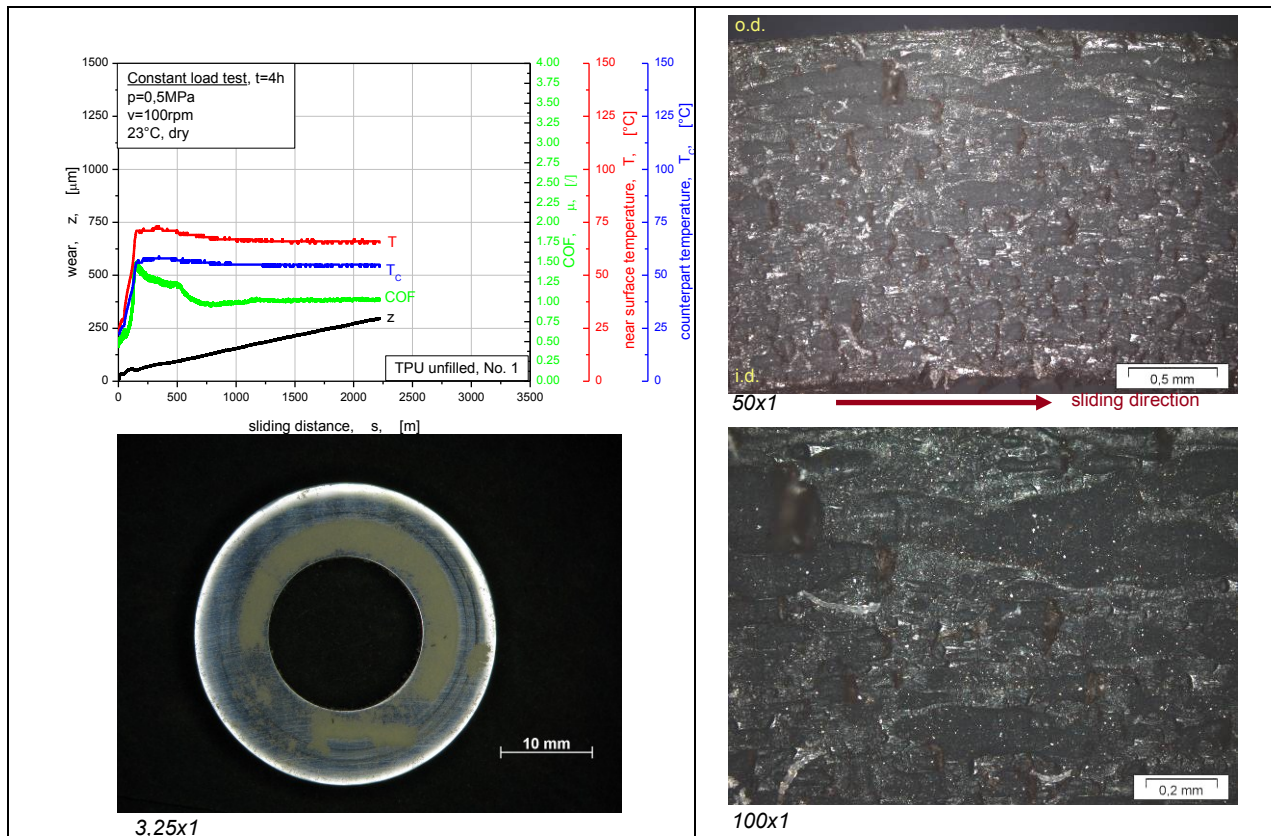 1500
1250
1000
750
500
250
0
wear, z, [µm]
Constant load test, t=4h
p=0,5MPa
v=100rpm
23°C, dry
T
T_C
COF
z
TPU unfilled, No. 1
0 500 1000 1500 2000 2500 3000 3500
sliding distance, s, [m]
4.00
3.75
3.50
3.25
3.00
2.75
2.50
2.25
2.00
1.75
1.50
1.25
1.00
0.75
0.50
0.25
0.00
COF, µ, [/]
150
125
100
75
50
25
0
near surface temperature, T, [°C]
150
125
100
75
50
25
0
counterpart temperature, T_C, [°C]
10 mm
3,25x1
o.d.
i.d.
0,5 mm
50x1
sliding direction
0,2 mm
100x1